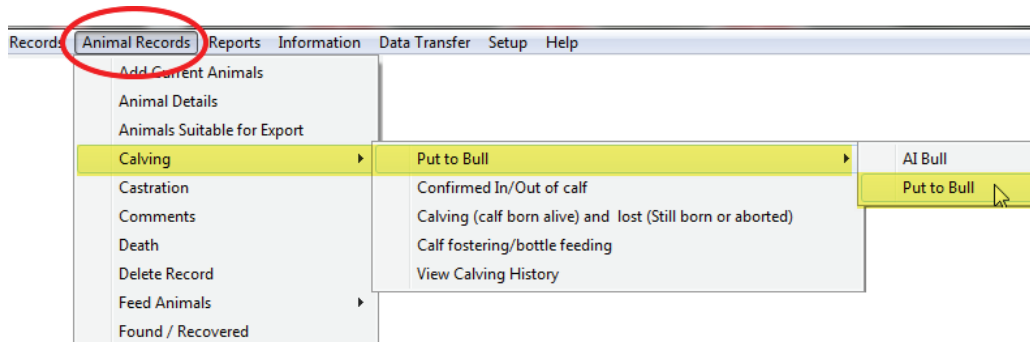 Records Animal Records Reports Information Data Transfer Setup Help
Add Current Animals
Animal Details
Animals Suitable for Export
Calving
Castration
Comments
Death
Delete Record
Feed Animals
Found / Recovered
Put to Bull
Confirmed In/Out of calf
Calving (calf born alive) and lost (Still born or aborted)
Calf fostering/bottle feeding
View Calving History
AI Bull
Put to Bull